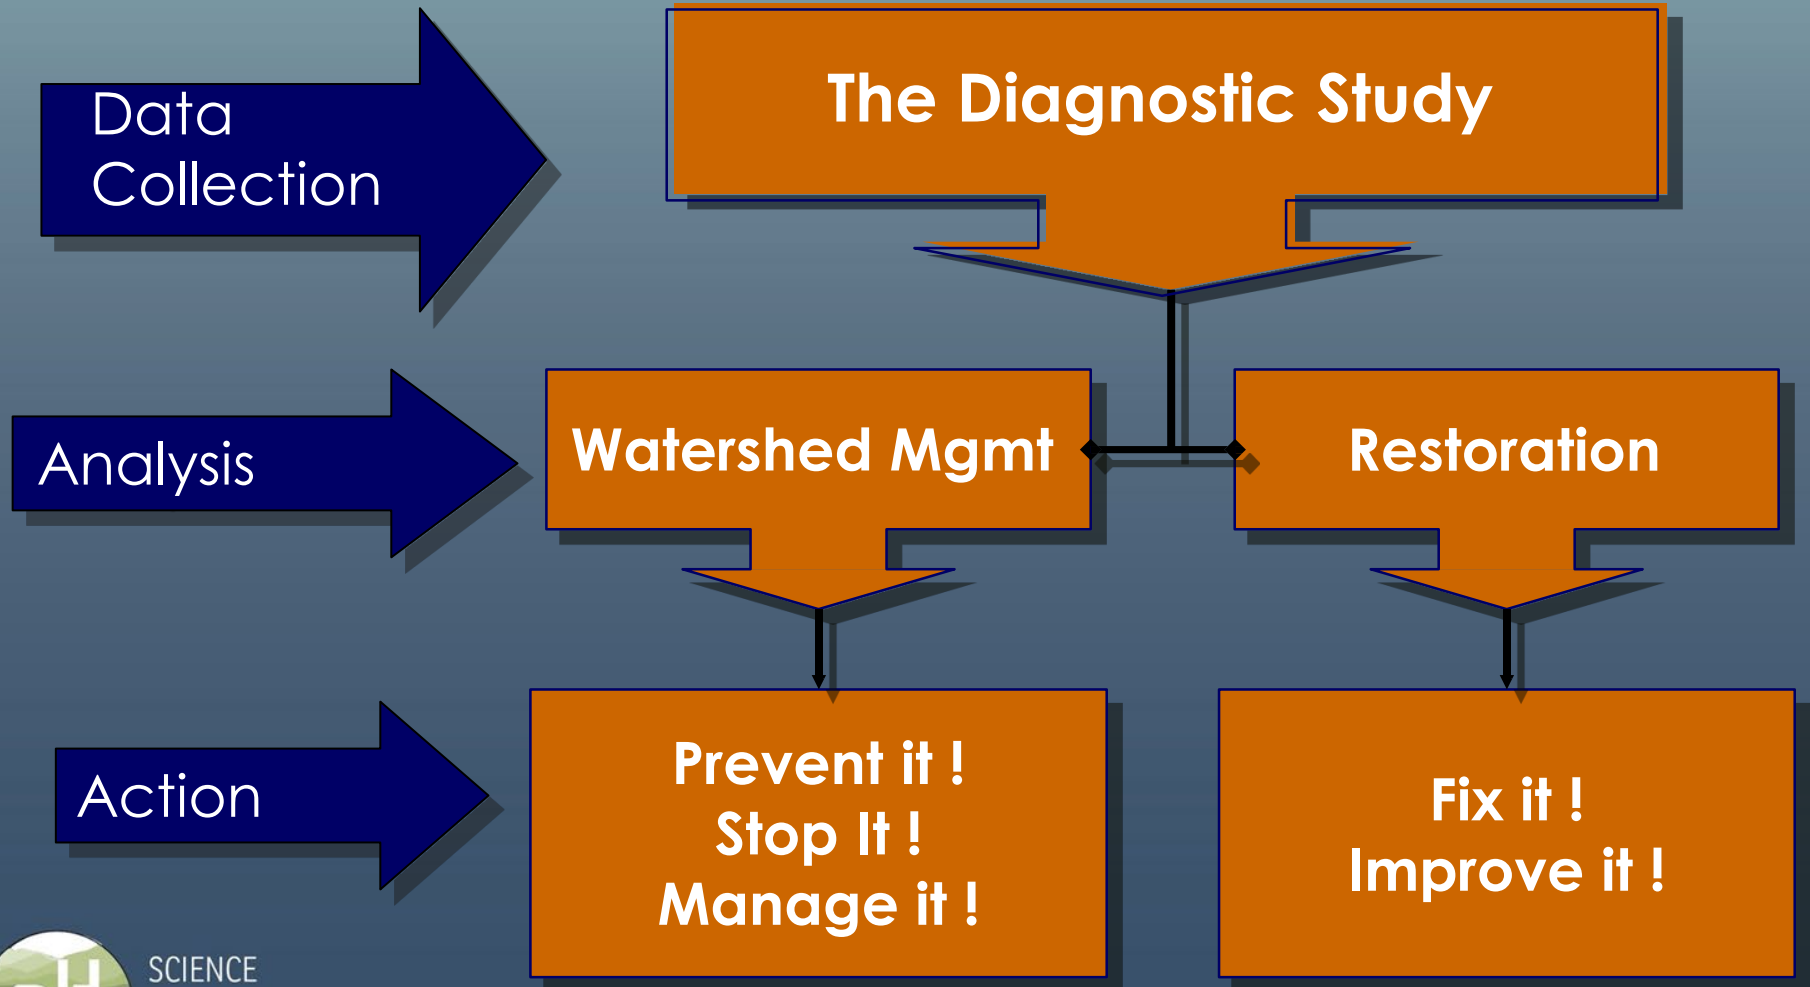 Data
Collection
The Diagnostic Study
Analysis
Watershed Mgmt
Restoration
Action
Prevent it !
Stop It !
Manage it !
Fix it !
Improve it !
SCIENCE